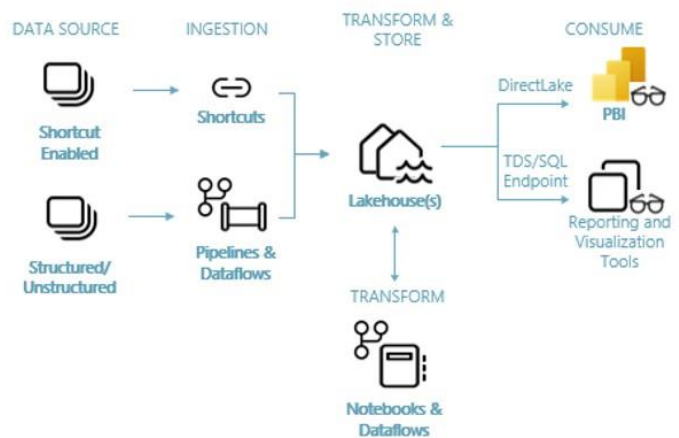 DATA SOURCE
INGESTION
TRANSFORM &
STORE
CONSUME
Shortcut
Enabled
Shortcuts
DirectLake
PBI
Structured/
Unstructured
Pipelines &
Dataflows
Lakehouse(s)
TDS/SQL
Endpoint
Reporting and
Visualization
Tools
TRANSFORM
Notebooks &
Dataflows